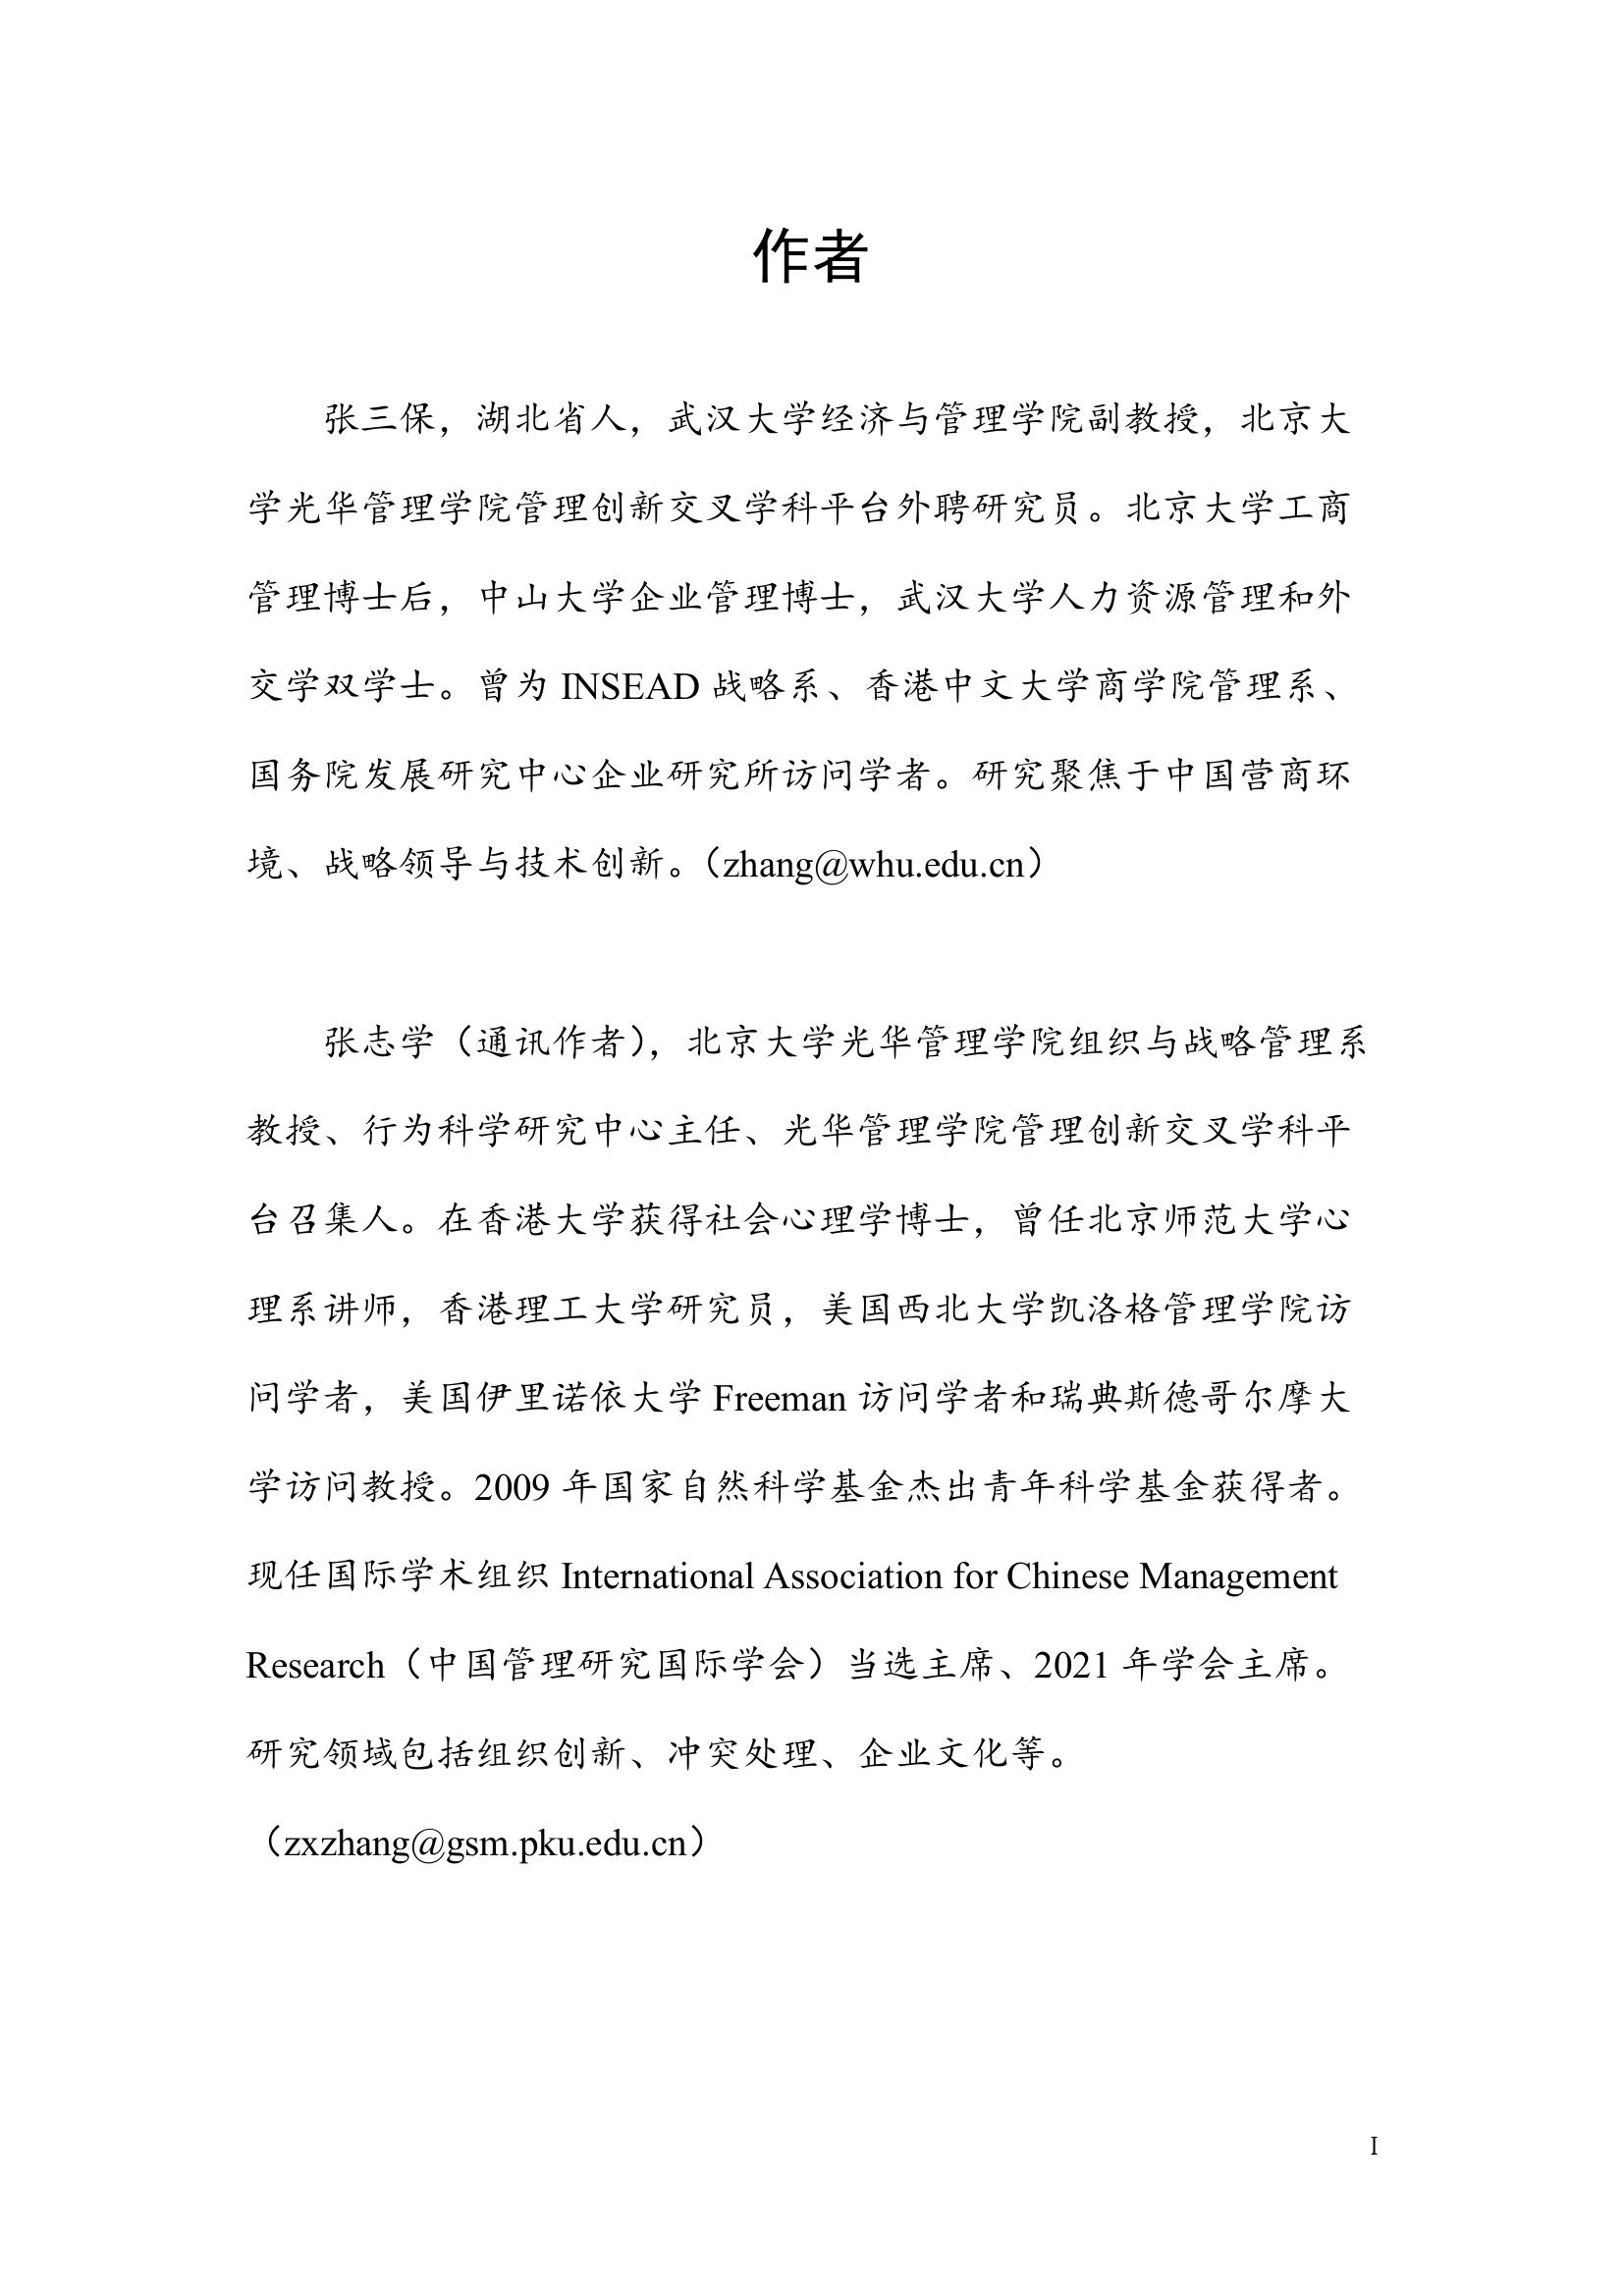 作者
张三保，湖北省人，武汉大学经济与管理学院副教授，北京大
学光华管理学院管理创新交叉学科平台外聘研究员。北京大学工商
管理博士后，中山大学企业管理博士，武汉大学人力资源管理和外
交学双学士。曾为 INSEAD 战略系、香港中文大学商学院管理系、
国务院发展研究中心企业研究所访问学者。研究聚焦于中国营商环
境、战略领导与技术创新。（zhang@whu.edu.cn）
张志学（通讯作者），北京大学光华管理学院组织与战略管理系
教授、行为科学研究中心主任、光华管理学院管理创新交叉学科平
台召集人。在香港大学获得社会心理学博士，曾任北京师范大学心
理系讲师，香港理工大学研究员，美国西北大学凯洛格管理学院访
问学者，美国伊里诺依大学 Freeman 访问学者和瑞典斯德哥尔摩大
学访问教授。2009 年国家自然科学基金杰出青年科学基金获得者。
现任国际学术组织 International Association for Chinese Management
Research（中国管理研究国际学会）当选主席、2021 年学会主席。
研究领域包括组织创新、冲突处理、企业文化等。
（zxzhang@gsm.pku.edu.cn）
I